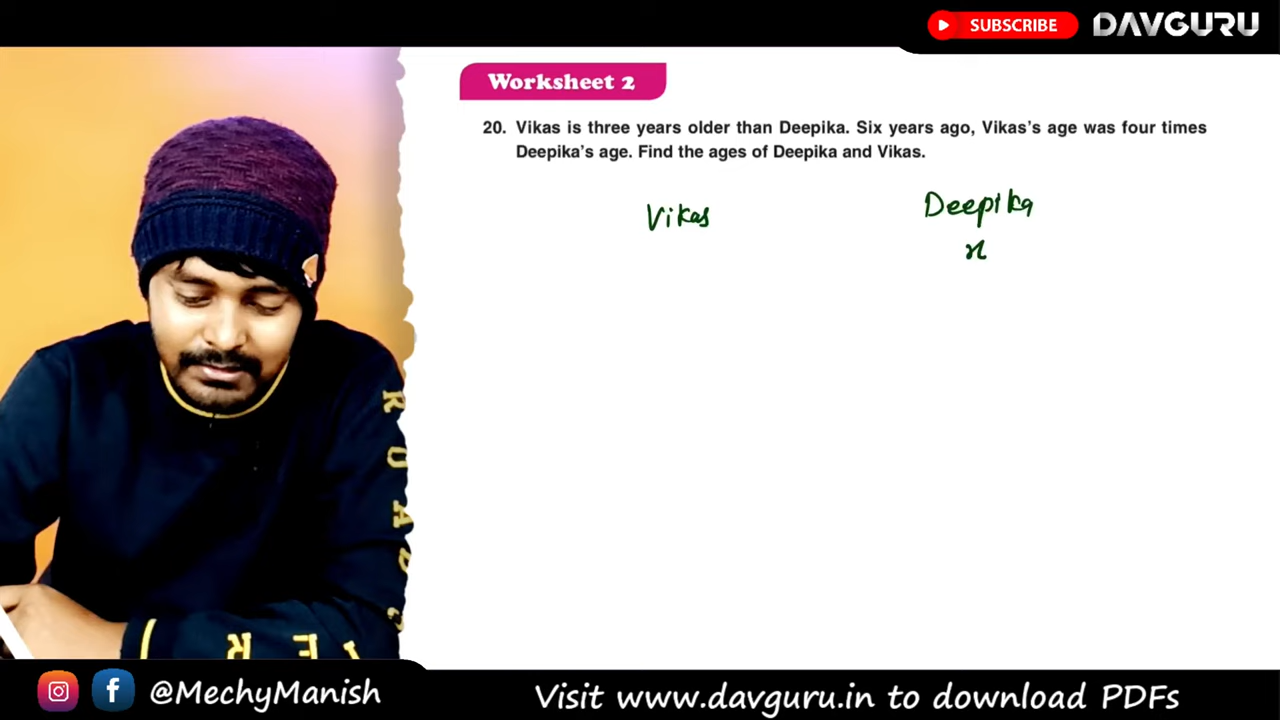 SUBSCRIBE DAVGURU
Worksheet 2
20. Vikas is three years older than Deepika. Six years ago, Vikas's age was four times
Deepika's age. Find the ages of Deepika and Vikas.
Vikas Deepika
x
R
U
A
D
E R
@MechyManish Visit www.davguru.in to download PDFs